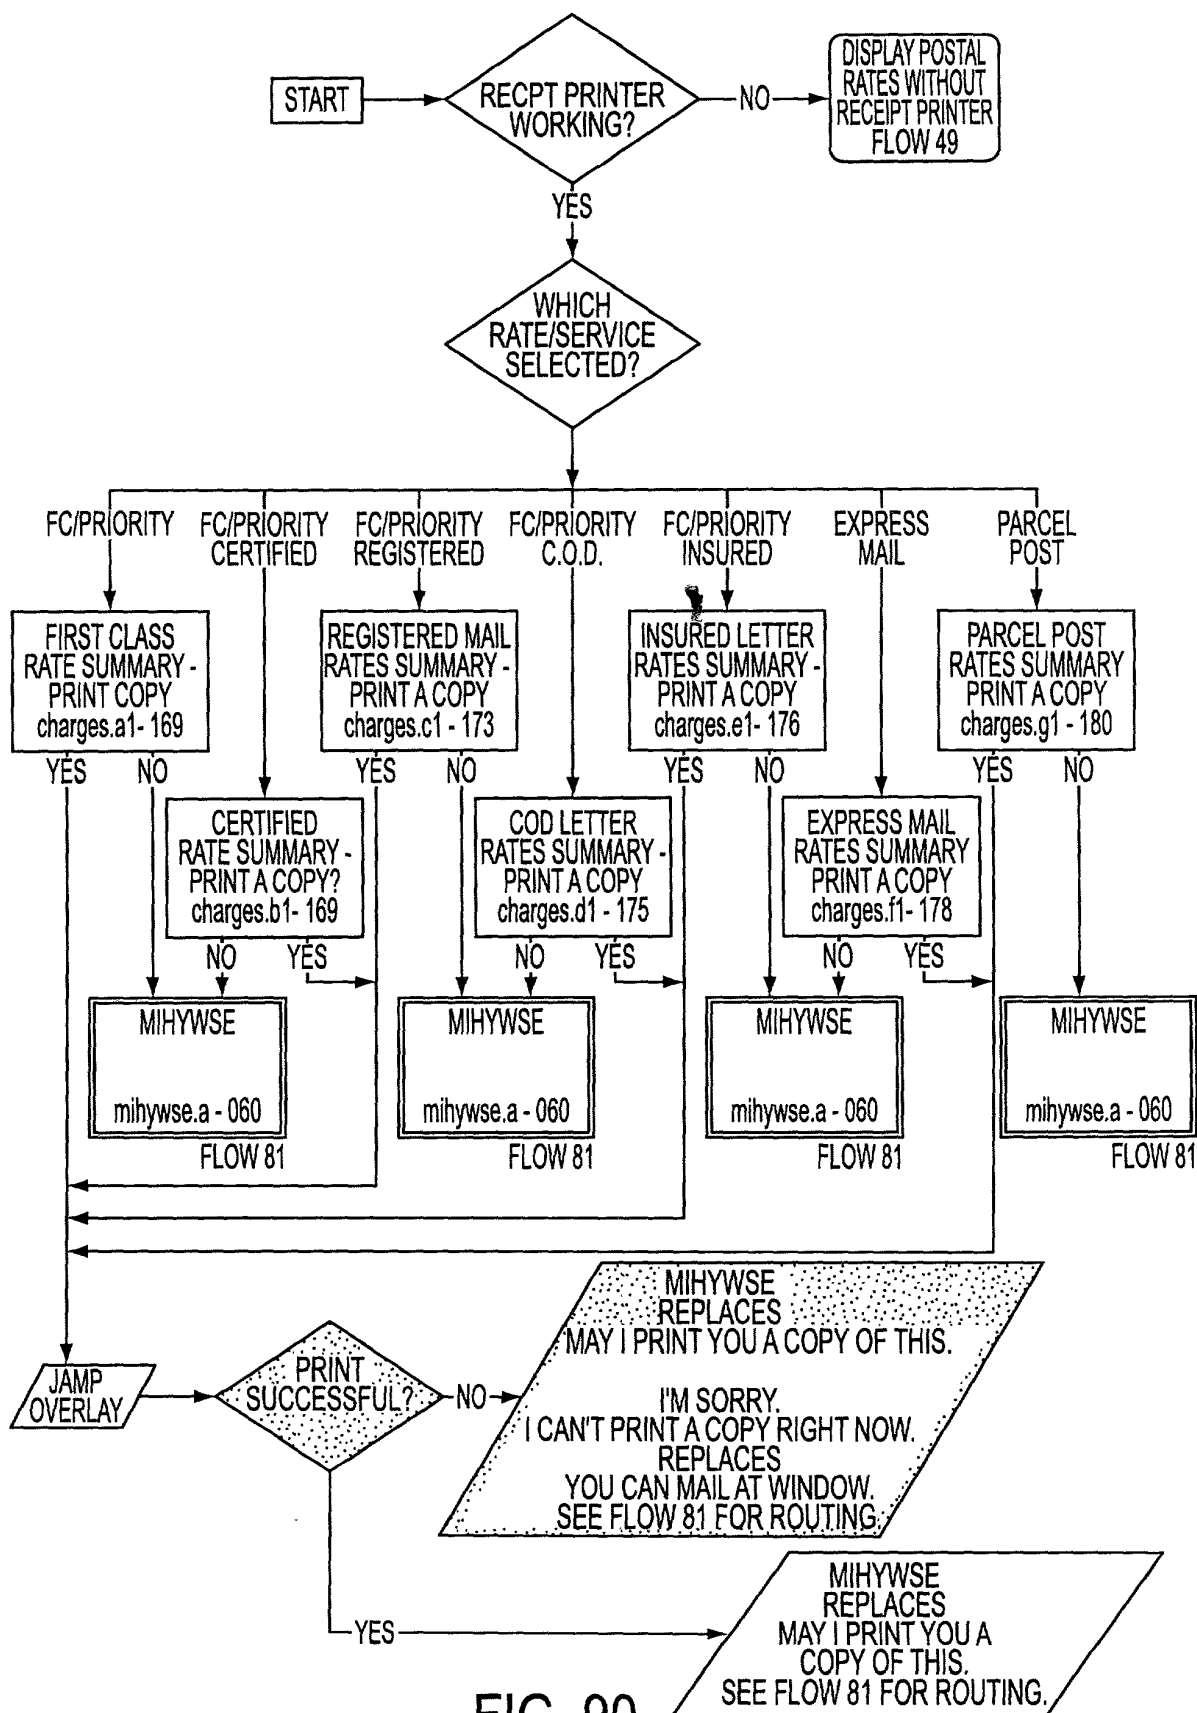 START
RECPT PRINTER
WORKING?
NO
DISPLAY POSTAL
RATES WITHOUT
RECEIPT PRINTER
FLOW 49
YES
WHICH
RATE/SERVICE
SELECTED?
FC/PRIORITY
FC/PRIORITY
CERTIFIED
FC/PRIORITY
REGISTERED
FC/PRIORITY
C.O.D.
FC/PRIORITY
INSURED
EXPRESS
MAIL
PARCEL
POST
FIRST CLASS
RATE SUMMARY -
PRINT COPY
charges.a1- 169
YES
NO
REGISTERED MAIL
RATES SUMMARY -
PRINT A COPY
charges.c1 - 173
YES
NO
INSURED LETTER
RATES SUMMARY -
PRINT A COPY
charges.e1- 176
YES
NO
PARCEL POST
RATES SUMMARY
PRINT A COPY
charges.g1 - 180
YES
NO
CERTIFIED
RATE SUMMARY -
PRINT A COPY?
charges.b1- 169
NO
YES
COD LETTER
RATES SUMMARY -
PRINT A COPY
charges.d1 - 175
NO
YES
EXPRESS MAIL
RATES SUMMARY
PRINT A COPY
charges.f1- 178
NO
YES
MIHYWSE
mihywse.a - 060
FLOW 81
MIHYWSE
mihywse.a - 060
FLOW 81
MIHYWSE
mihywse.a - 060
FLOW 81
MIHYWSE
mihywse.a - 060
FLOW 81
JAMP
OVERLAY
PRINT
SUCCESSFUL?
NO
MIHYWSE
REPLACES
MAY I PRINT YOU A COPY OF THIS.
I'M SORRY.
I CAN'T PRINT A COPY RIGHT NOW.
REPLACES
YOU CAN MAIL AT WINDOW.
SEE FLOW 81 FOR ROUTING
YES
MIHYWSE
REPLACES
MAY I PRINT YOU A
COPY OF THIS.
SEE FLOW 81 FOR ROUTING.
FIG. 90